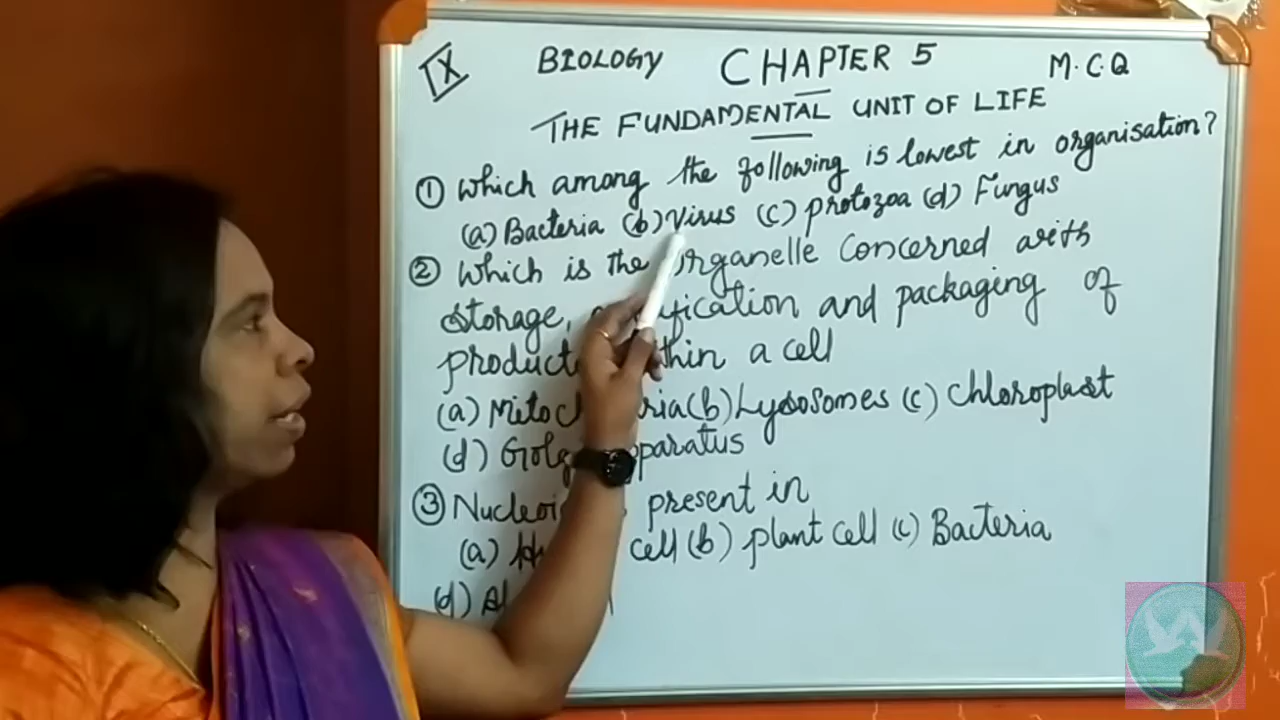 IX BIOLOGY CHAPTER 5 M.C.Q
THE FUNDAMENTAL UNIT OF LIFE
① Which among the following is lowest in organisation?
(a) Bacteria (b) Virus (c) protozoa (d) Fungus
② Which is the organelle concerned with
storage, and packaging of
within a cell
(a) (b) Lysosomes (c) Chloroplast
(d)
③ present in
(a) cell (b) plant cell (c) Bacteria
(d)